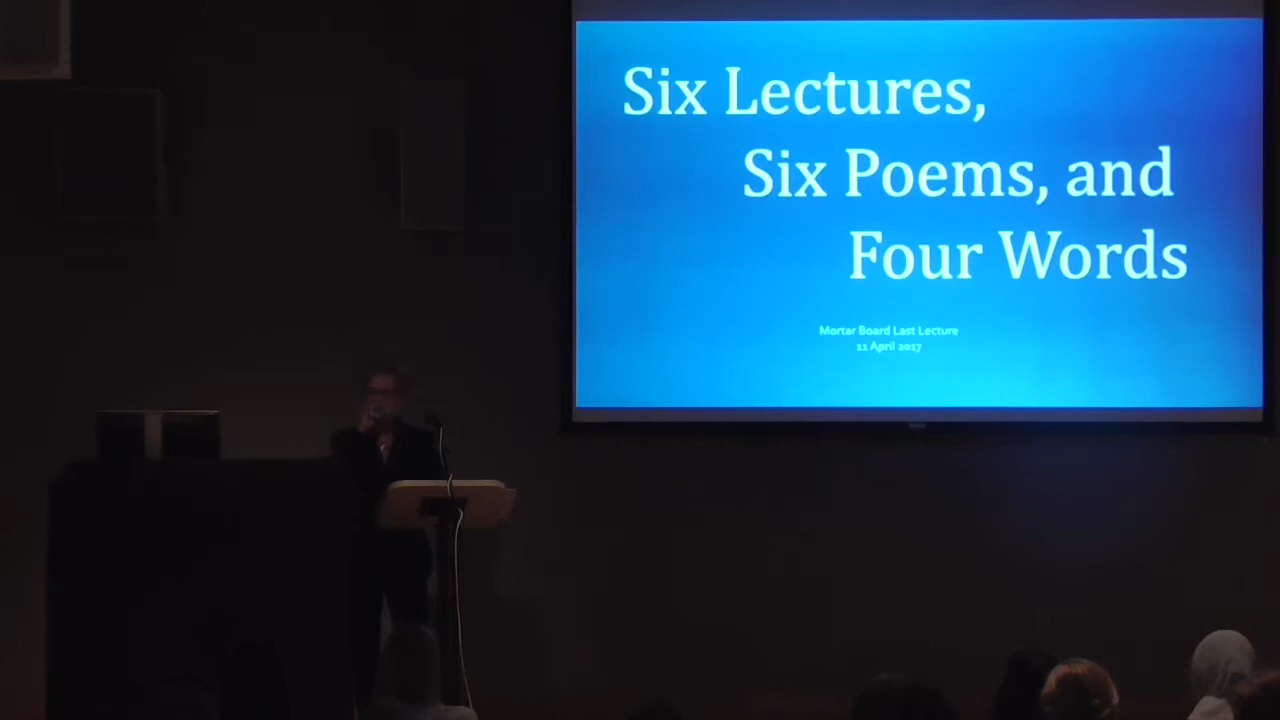 Six Lectures,
Six Poems, and
Four Words
Mortar Board Last Lecture
11 April 2017